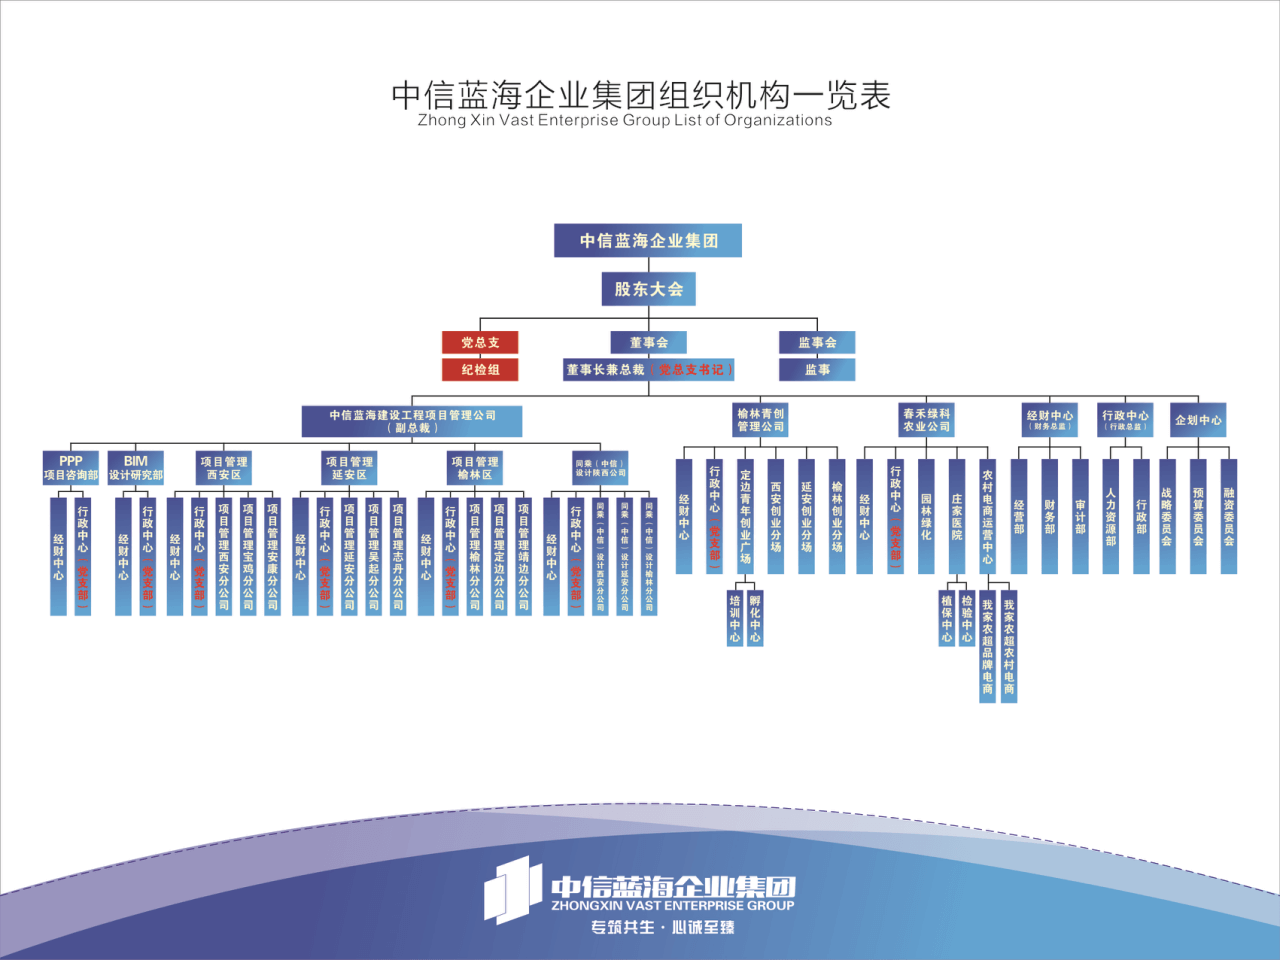 中信蓝海企业集团组织机构一览表
Zhong Xin Vast Enterprise Group List of Organizations
中信蓝海企业集团
股东大会
党总支
董事会
监事会
纪检组
董事长兼总裁（党总支书记）
监事
中信蓝海建设工程项目管理公司
（副总裁）
榆林青创
管理公司
春禾绿科
农业公司
经财中心
（财务总监）
行政中心
（行政总监）
企划中心
PPP
项目咨询部
BIM
设计研究部
项目管理
西安区
项目管理
延安区
项目管理
榆林区
同乘（中信）
设计陕西公司
经财中心
行政中心（党支部）
经财中心
行政中心（党支部）
经财中心
行政中心（党支部）
项目管理西安分公司
项目管理宝鸡分公司
项目管理安康分公司
经财中心
行政中心（党支部）
项目管理延安分公司
项目管理吴起分公司
项目管理志丹分公司
经财中心
行政中心（党支部）
项目管理榆林分公司
项目管理定边分公司
项目管理靖边分公司
经财中心
行政中心（党支部）
同乘（中信）设计西安分公司
同乘（中信）设计延安分公司
同乘（中信）设计榆林分公司
经财中心
行政中心（党支部）
定边青年创业广场
西安创业分场
延安创业分场
榆林创业分场
经财中心
行政中心（党支部）
园林绿化
庄家医院
农村电商运营中心
经营部
财务部
审计部
人力资源部
行政部
战略委员会
预算委员会
融资委员会
培训中心
孵化中心
植保中心
检验中心
我家农超品牌电商
我家农超农村电商
中信蓝海企业集团
ZHONGXIN VAST ENTERPRISE GROUP
专筑共生·心诚至臻